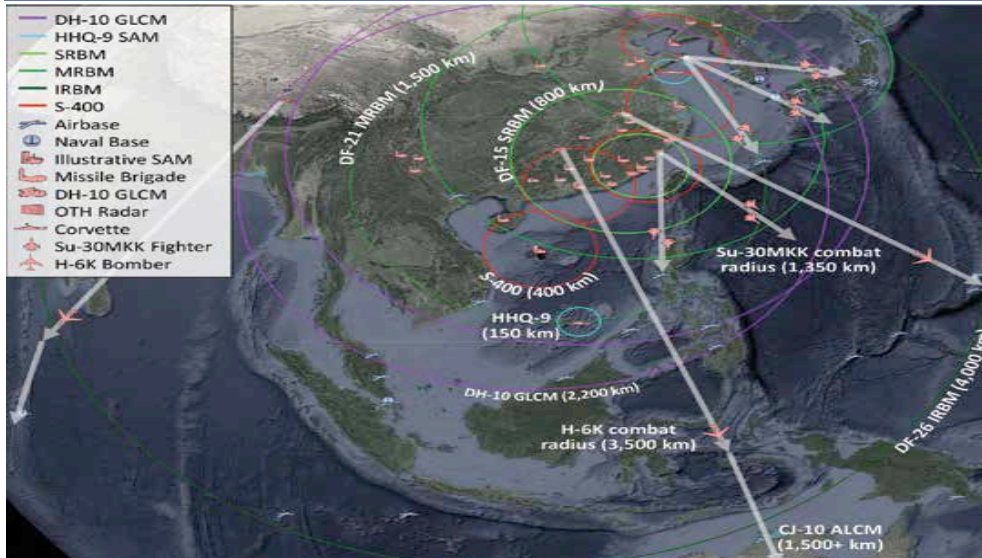 DH-10 GLCM
HHQ-9 SAM
SRBM
MRBM
IRBM
S-400
Airbase
Naval Base
Illustrative SAM
Missile Brigade
DH-10 GLCM
OTH Radar
Corvette
Su-30MKK Fighter
H-6K Bomber
DF-21 MRBM (1,500 km)
DF-15 SRBM (800 km)
Su-30MKK combat
radius (1,350 km)
S-400 (400 km)
HHQ-9
(150 km)
DH-10 GLCM (2,200 km)
DF-26 IRBM (4,000 km)
H-6K combat
radius (3,500 km)
CJ-10 ALCM
(1,500+ km)